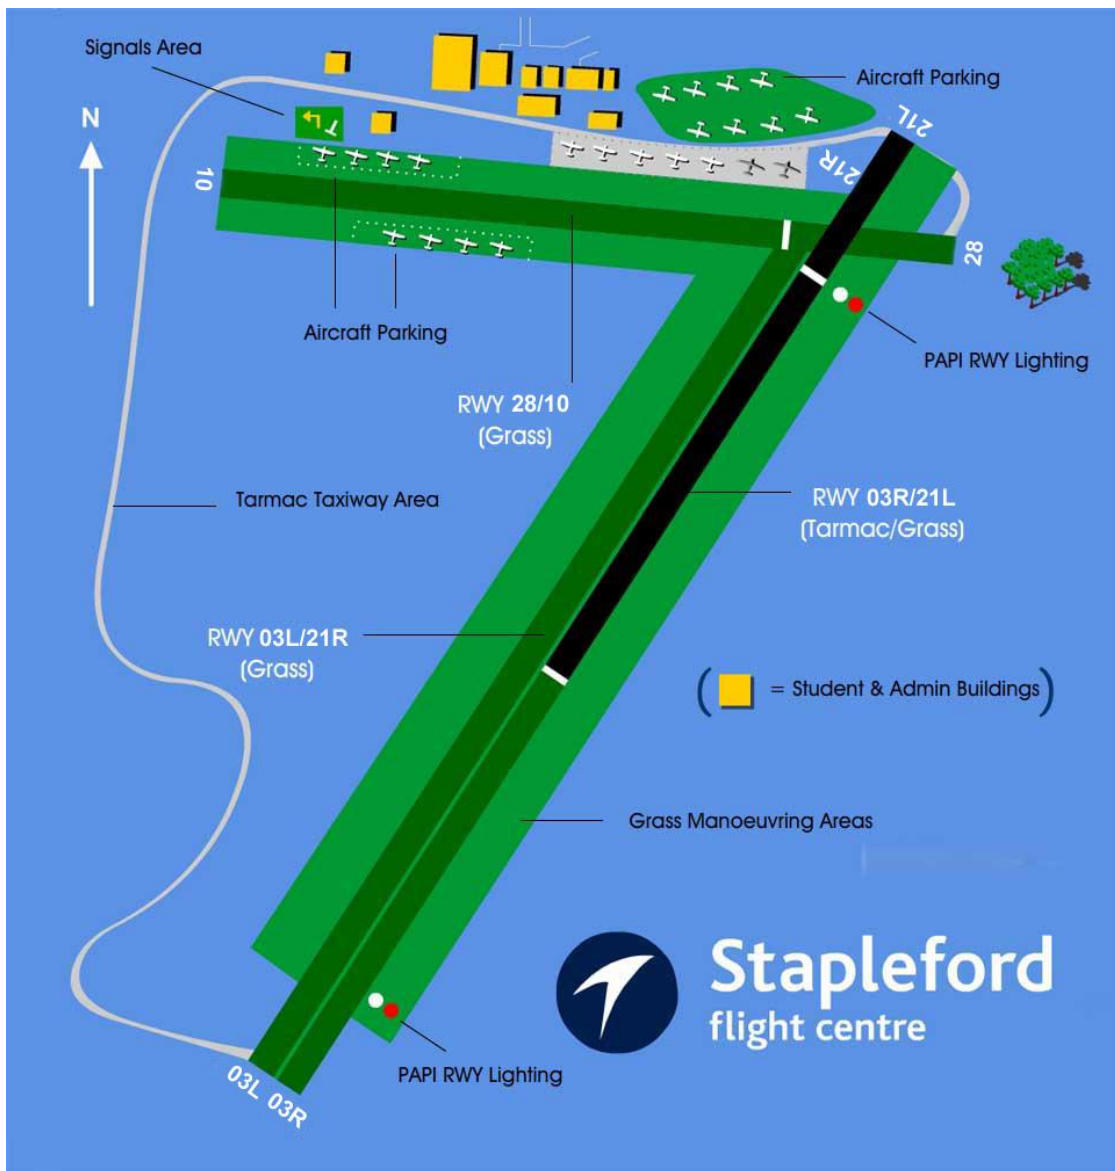 Signals Area
Aircraft Parking
N
21L
21R
10
28
Aircraft Parking
PAPI RWY Lighting
RWY 28/10
(Grass)
Tarmac Taxiway Area
RWY 03R/21L
(Tarmac/Grass)
RWY 03L/21R
(Grass)
( = Student & Admin Buildings)
Grass Manoeuvring Areas
Stapleford
flight centre
PAPI RWY Lighting
03L 03R